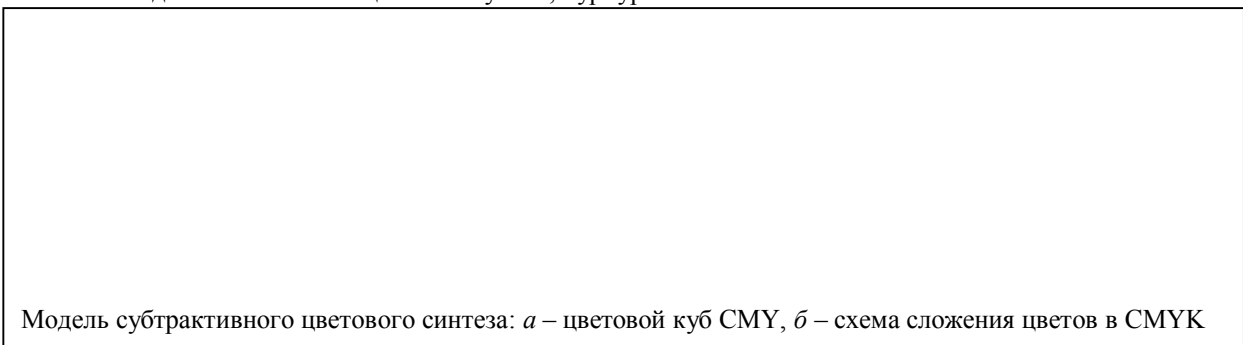 Модель субтрактивного цветового синтеза: а – цветовой куб CMY, б – схема сложения цветов в CMYK